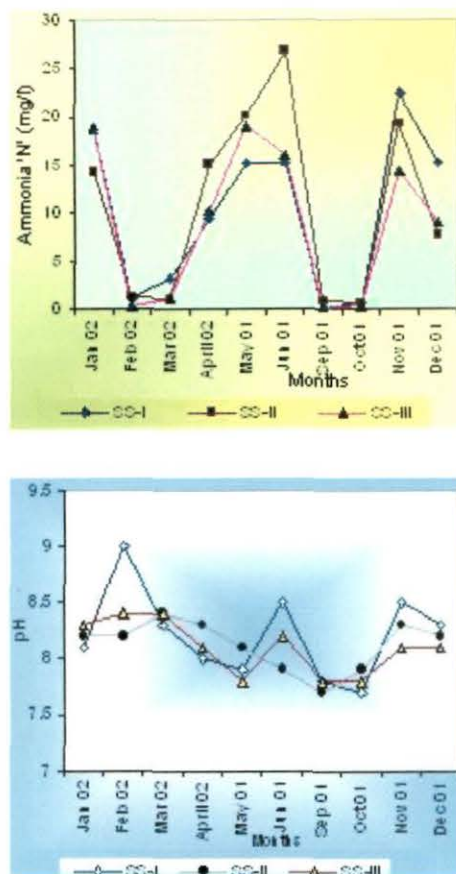 30
25
20
15
10
5
0
Ammonia 'N' (mg/l)
Jan 02
Feb 02
Mar 02
April 02
May 01
Jun 01
Sep 01
Oct 01
Nov 01
Dec 01
Months
SS-I SS-II SS-III
9.5
9
8.5
8
7.5
7
pH
Jan 02
Feb 02
Mar 02
April 02
May 01
Jun 01
Sep 01
Oct 01
Nov 01
Dec 01
Months
SS-I SS-II SS-III